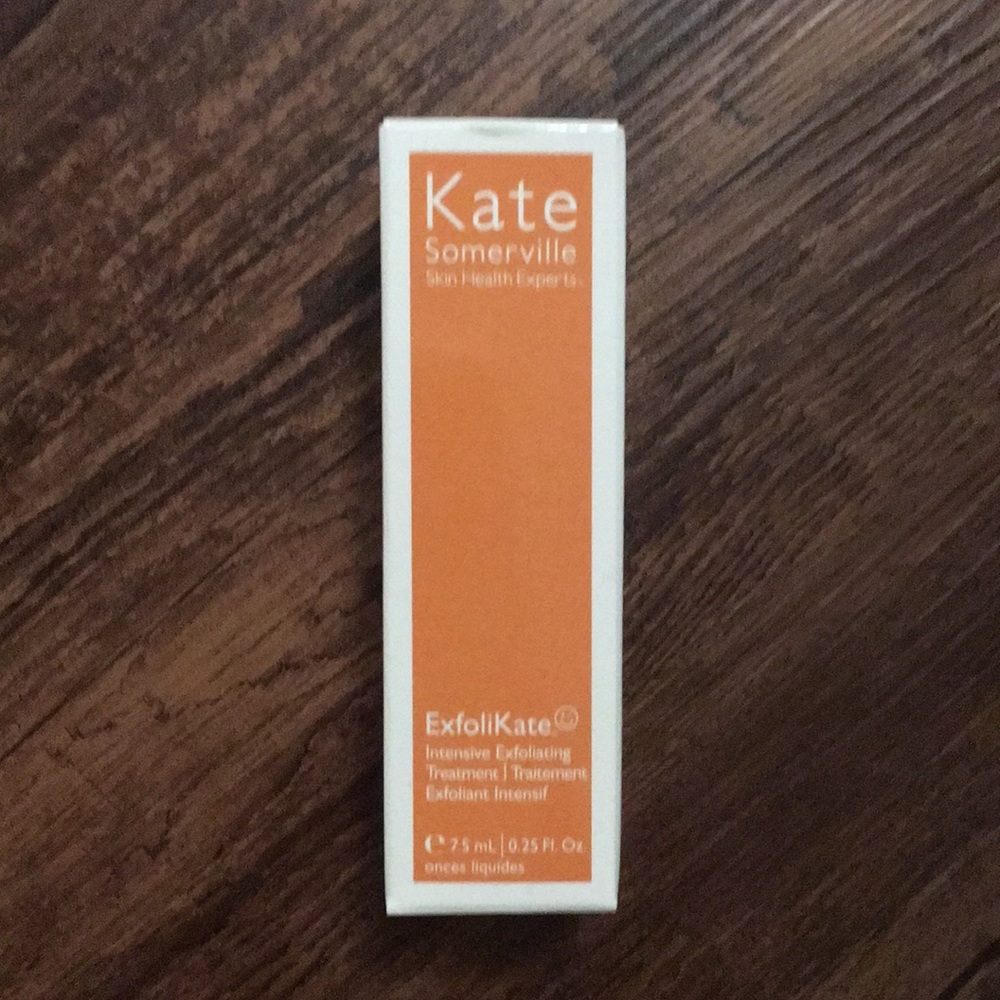 Kate
Somerville
Skin Health Experts
ExfoliKate
Intensive Exfoliating
Treatment | Traitement
Exfoliant Intensif
℮ 7.5 mL | 0.25 Fl. Oz.
onces liquides